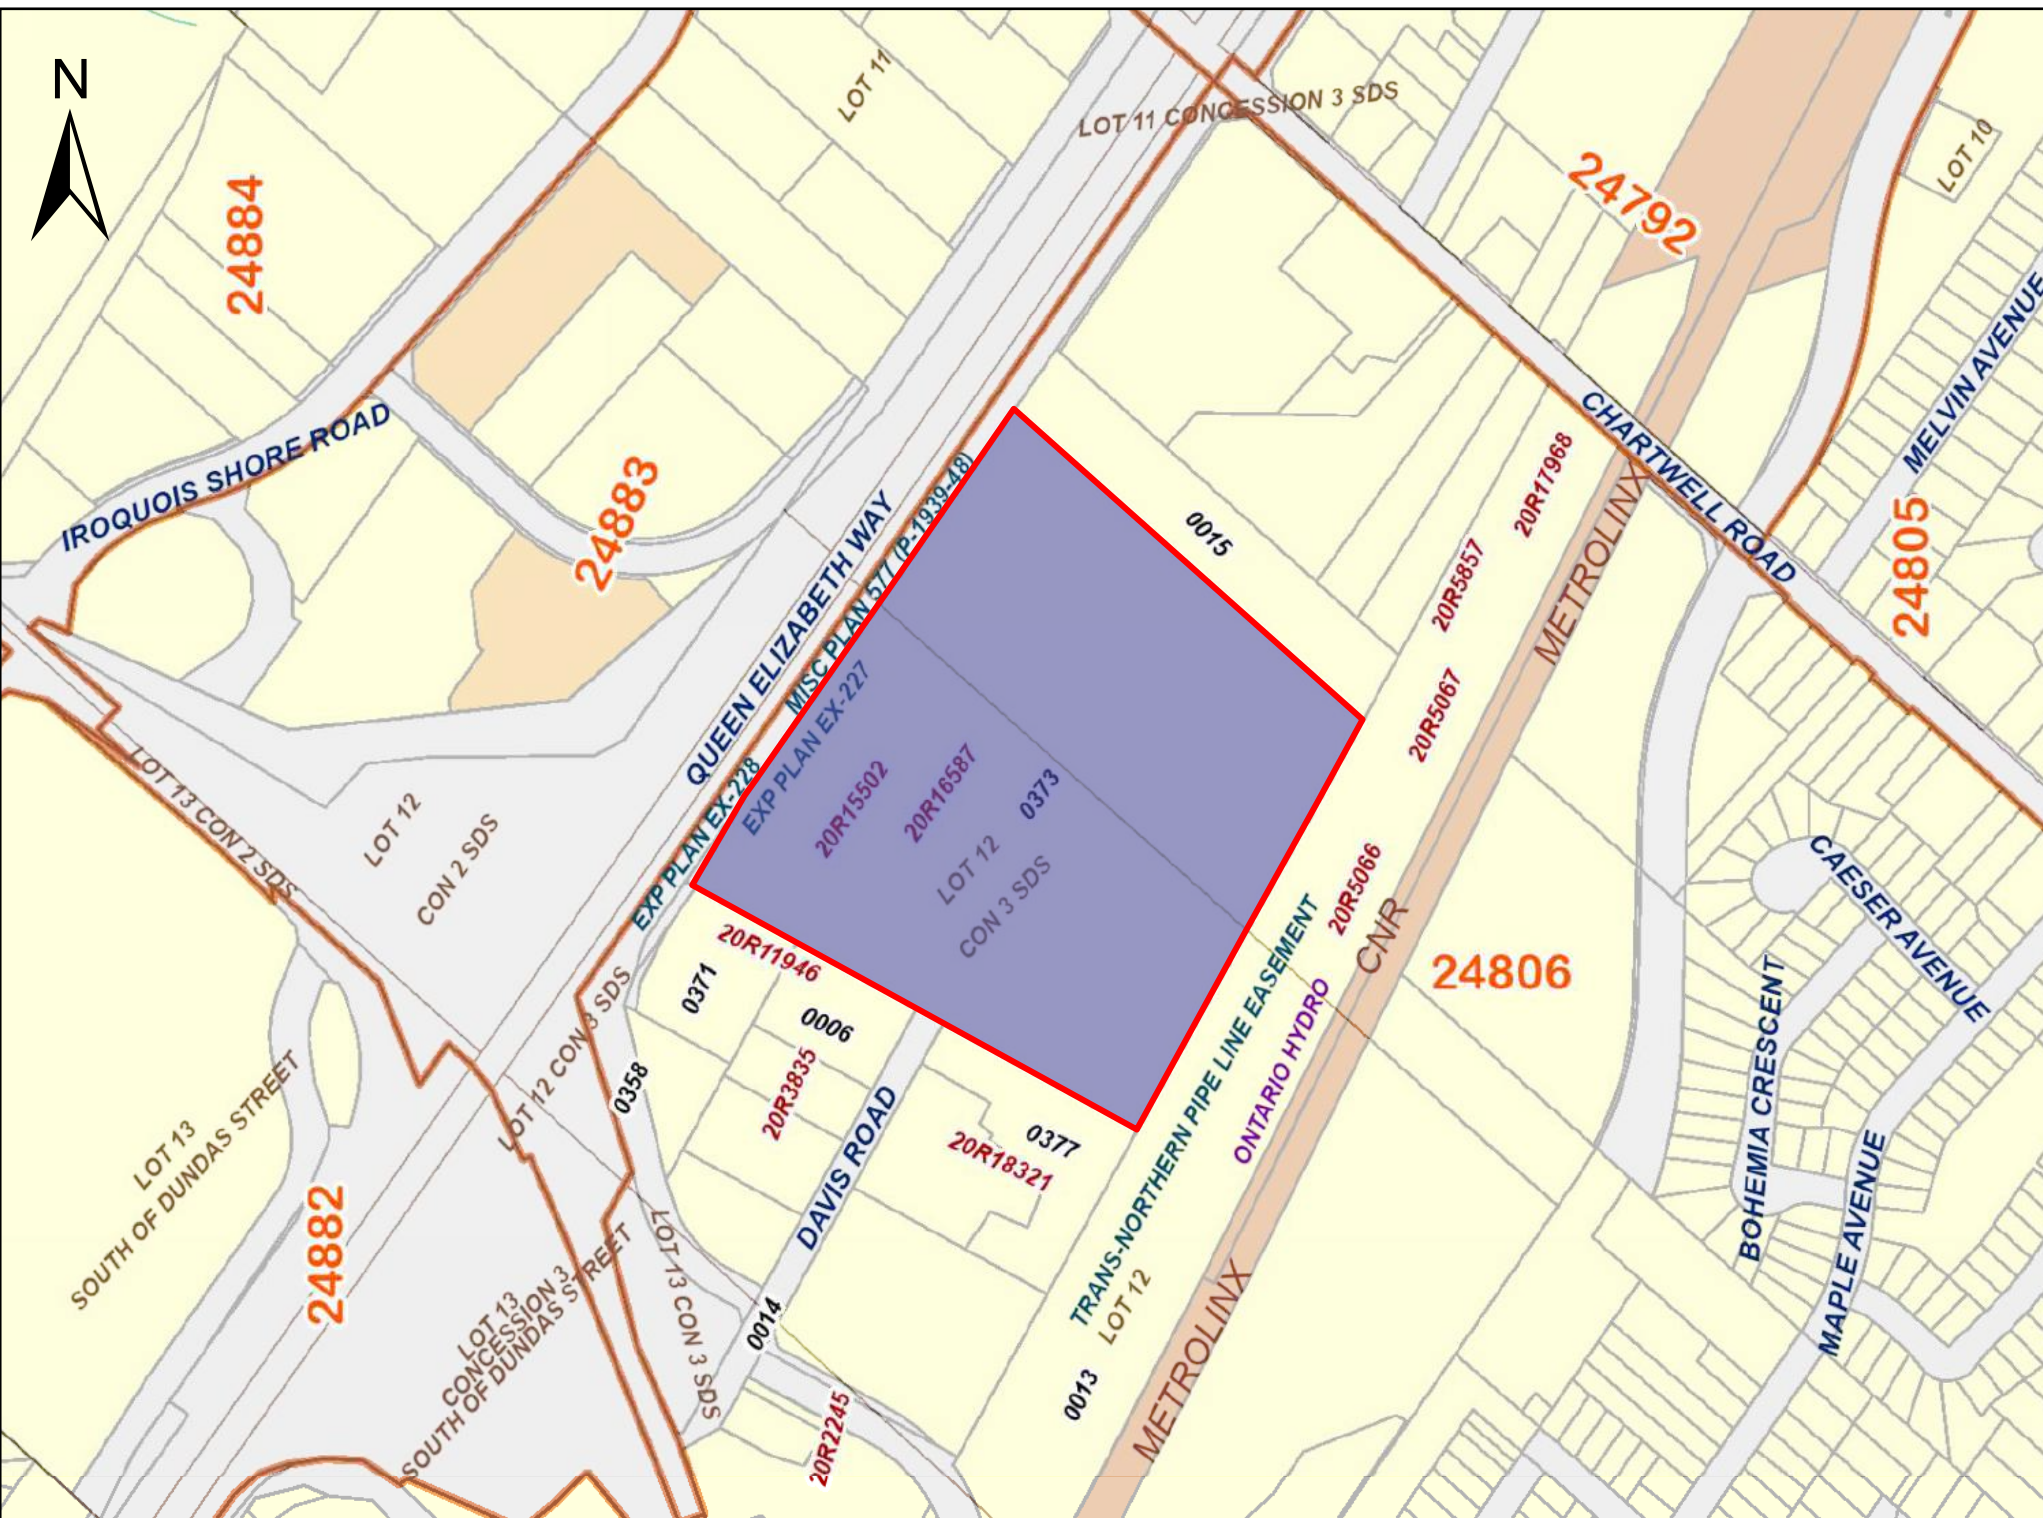 N
LOT 11
LOT 11 CONCESSION 3 SDS
24792
LOT 10
24884
MELVIN AVENUE
IROQUOIS SHORE ROAD
24883
CHARTWELL ROAD
20R17968
METROLINX
24805
QUEEN ELIZABETH WAY
MISC PLAN 577 (P-1939-48)
0015
20R5857
20R5067
EXP PLAN EX-227
EXP PLAN EX-228
20R15502
20R16587
0373
LOT 12
CON 3 SDS
LOT 13 CON 2 SDS
LOT 12
CON 2 SDS
20R5066
CNR
24806
CAESER AVENUE
BOHEMIA CRESCENT
MAPLE AVENUE
20R11946
0371
0006
20R3835
0358
LOT 12 CON 3 SDS
DAVIS ROAD
0377
20R18321
TRANS-NORTHERN PIPE LINE EASEMENT
ONTARIO HYDRO
LOT 12
METROLINX
0013
0014
20R2245
LOT 13 CON 3 SDS
LOT 13
SOUTH OF DUNDAS STREET
24882
LOT 13
CONCESSION 3
SOUTH OF DUNDAS STREET